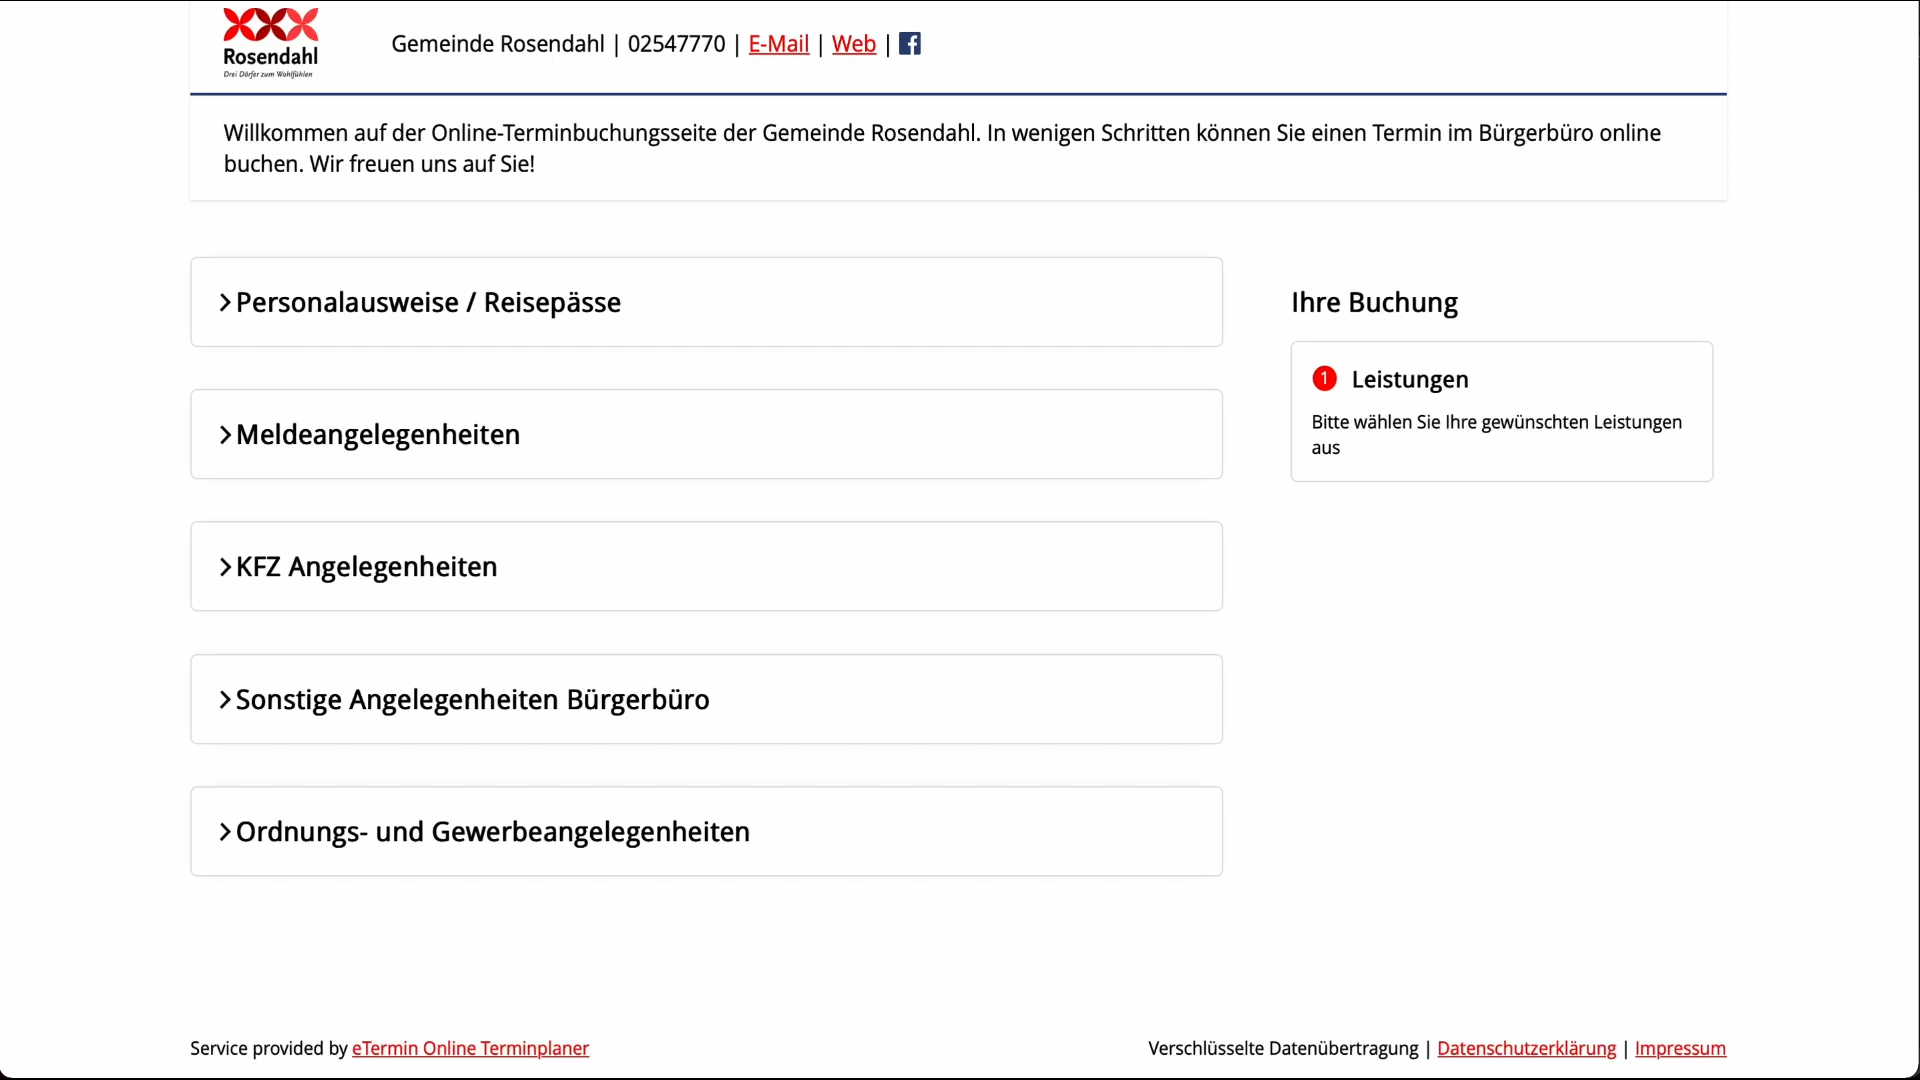 Rosendahl
Drei Dörfer zum Wohlfühlen
Gemeinde Rosendahl | 02547770 | E-Mail | Web |
Willkommen auf der Online-Terminbuchungsseite der Gemeinde Rosendahl. In wenigen Schritten können Sie einen Termin im Bürgerbüro online
buchen. Wir freuen uns auf Sie!
Personalausweise / Reisepässe
Meldeangelegenheiten
KFZ Angelegenheiten
Sonstige Angelegenheiten Bürgerbüro
Ordnungs- und Gewerbeangelegenheiten
Ihre Buchung
1 Leistungen
Bitte wählen Sie Ihre gewünschten Leistungen
aus
Service provided by eTermin Online Terminplaner
Verschlüsselte Datenübertragung | Datenschutzerklärung | Impressum